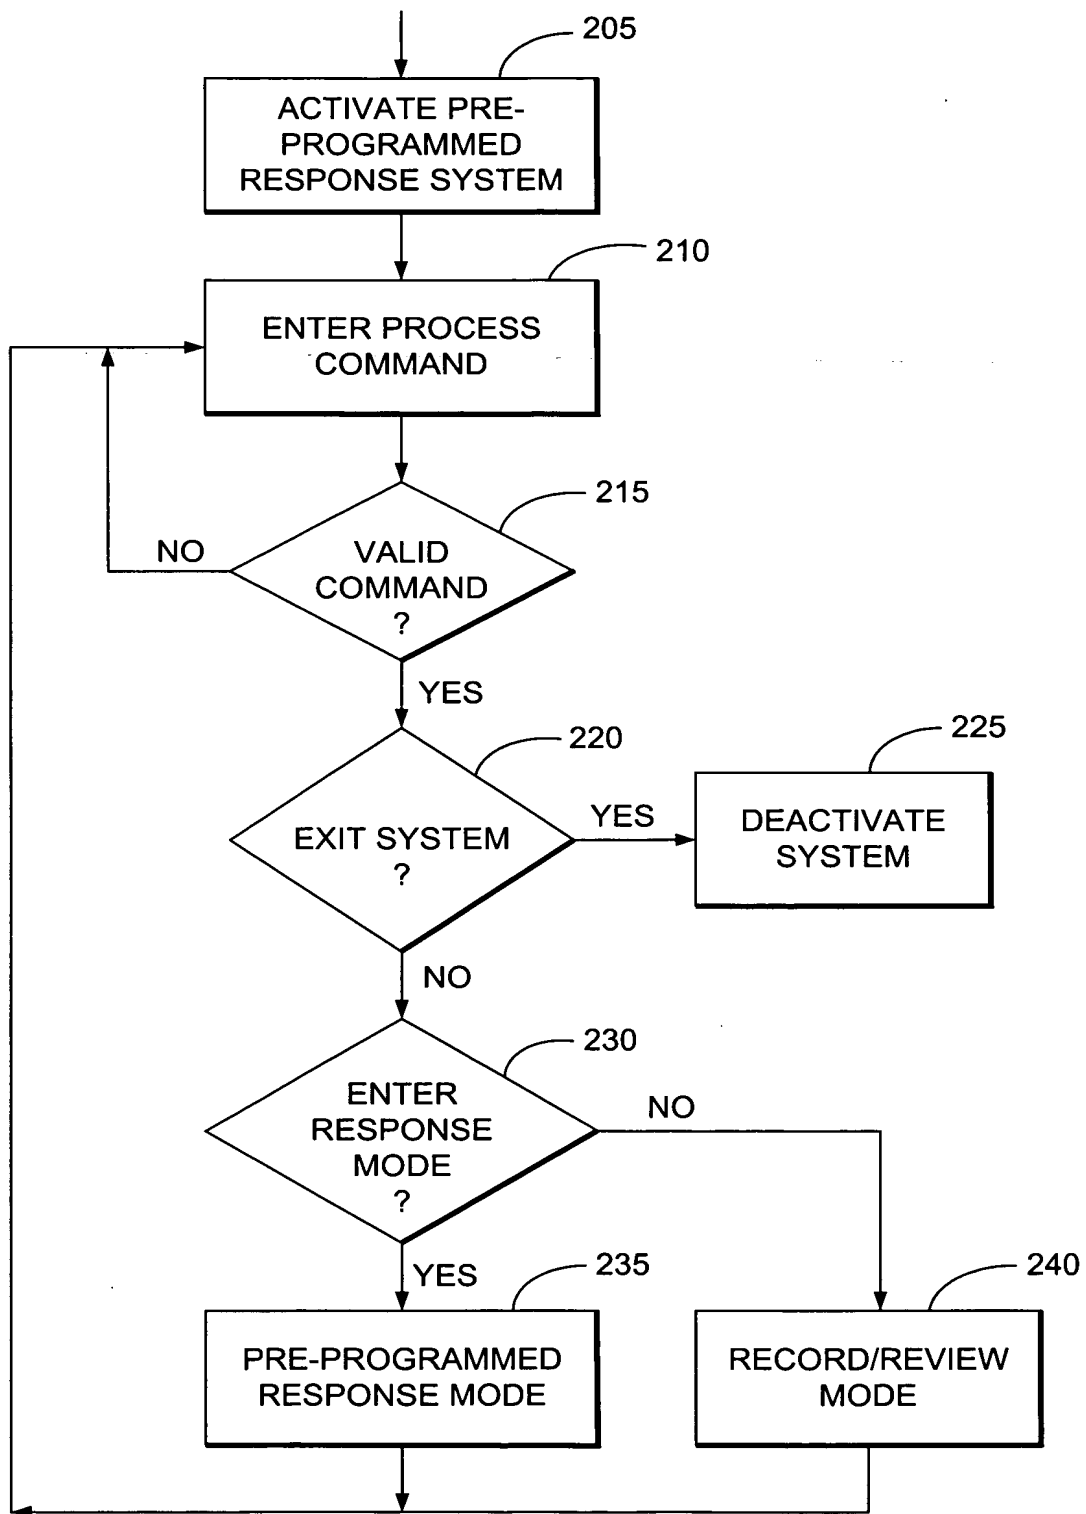 205
ACTIVATE PRE-
PROGRAMMED
RESPONSE SYSTEM
210
ENTER PROCESS
COMMAND
215
NO
VALID
COMMAND
?
YES
220
225
EXIT SYSTEM
?
YES
DEACTIVATE
SYSTEM
NO
230
ENTER
RESPONSE
MODE
?
NO
YES
235
240
PRE-PROGRAMMED
RESPONSE MODE
RECORD/REVIEW
MODE